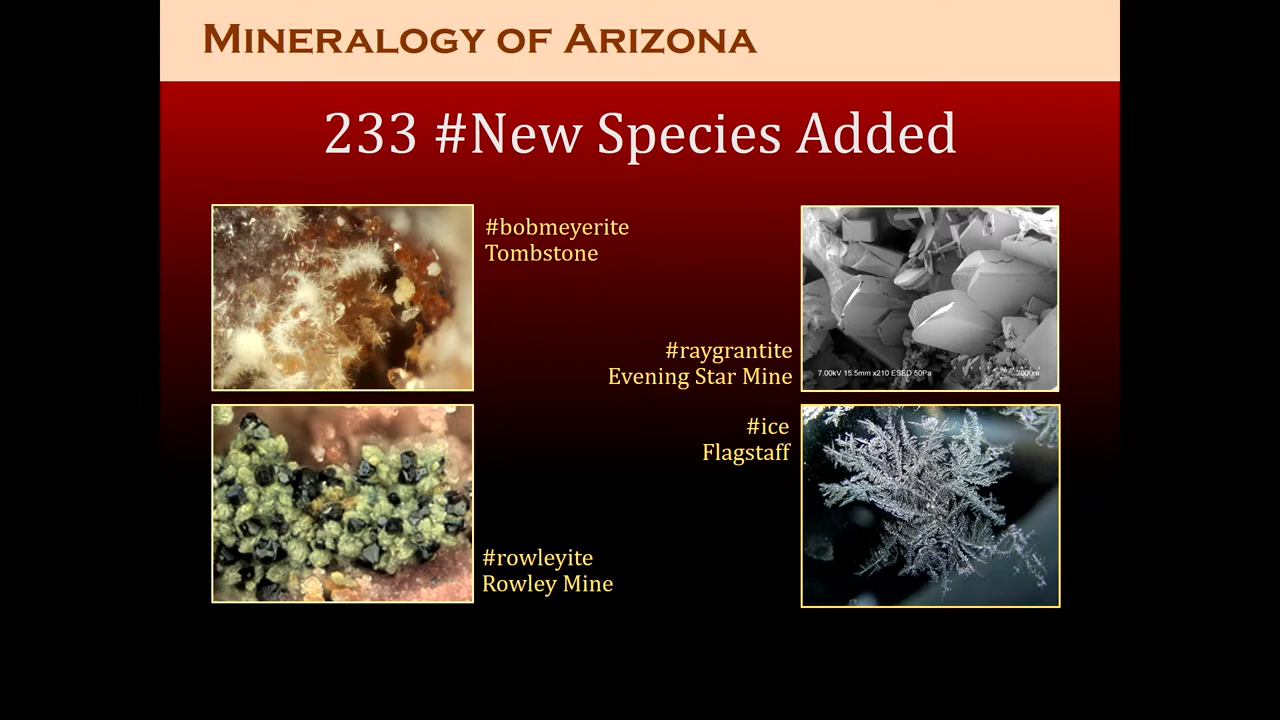 Mineralogy of Arizona
233 #New Species Added
#bobmeyerite
Tombstone
7.00kV 15.5mm x210 ESED 50Pa
#raygrantite
Evening Star Mine
#ice
Flagstaff
#rowleyite
Rowley Mine